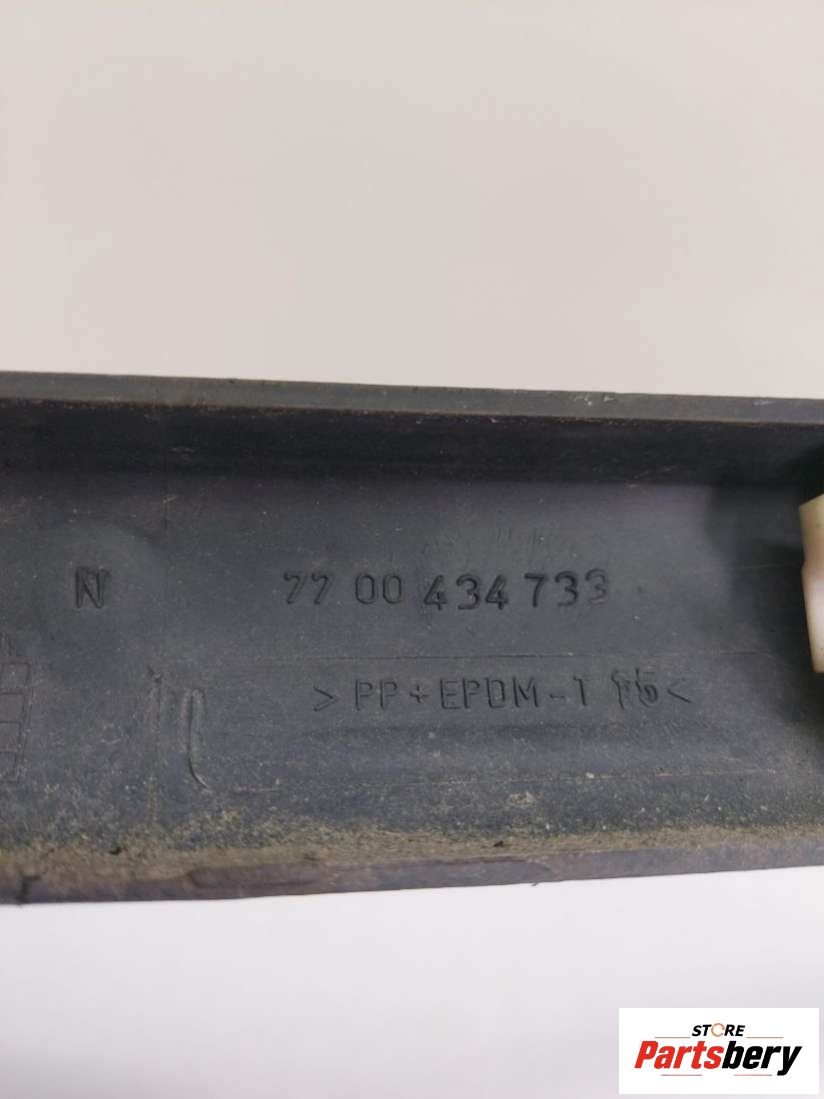 N 77 00 434 733
> PP + EPDM - T 15 <
STORE
Partsbery